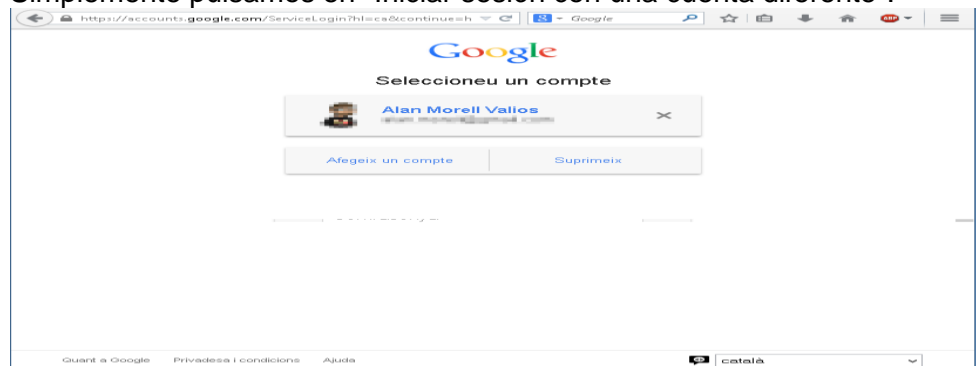 Simplemente pulsamos en "Iniciar sesión con una cuenta diferente".
https://accounts.google.com/ServiceLogin?hl=ca&continue=h
Google
ABP
Google
Seleccioneu un compte
Alan Morell Valios
Afegeix un compte
Suprimeix
Quant a Google
Privadesa i condicions
Ajuda
català